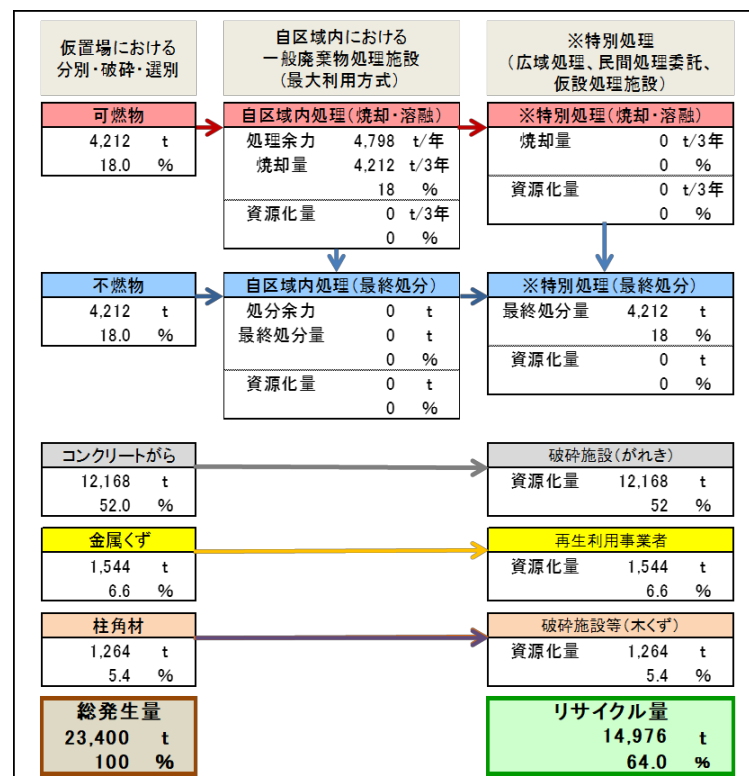 仮置場における
分別・破砕・選別
自区域内における
一般廃棄物処理施設
(最大利用方式)
※特別処理
(広域処理、民間処理委託、
仮設処理施設)
可燃物
4,212 t
18.0 %
自区域内処理(焼却・溶融)
処理余力 4,798 t/年
焼却量 4,212 t/3年
18 %
資源化量 0 t/3年
0 %
※特別処理(焼却・溶融)
焼却量 0 t/3年
0 %
資源化量 0 t/3年
0 %
不燃物
4,212 t
18.0 %
自区域内処理(最終処分)
処分余力 0 t
最終処分量 0 t
0 %
資源化量 0 t
0 %
※特別処理(最終処分)
最終処分量 4,212 t
18 %
資源化量 0 t
0 %
コンクリートがら
12,168 t
52.0 %
破砕施設(がれき)
資源化量 12,168 t
52 %
金属くず
1,544 t
6.6 %
再生利用事業者
資源化量 1,544 t
6.6 %
柱角材
1,264 t
5.4 %
破砕施設等(木くず)
資源化量 1,264 t
5.4 %
総発生量
23,400 t
100 %
リサイクル量
14,976 t
64.0 %